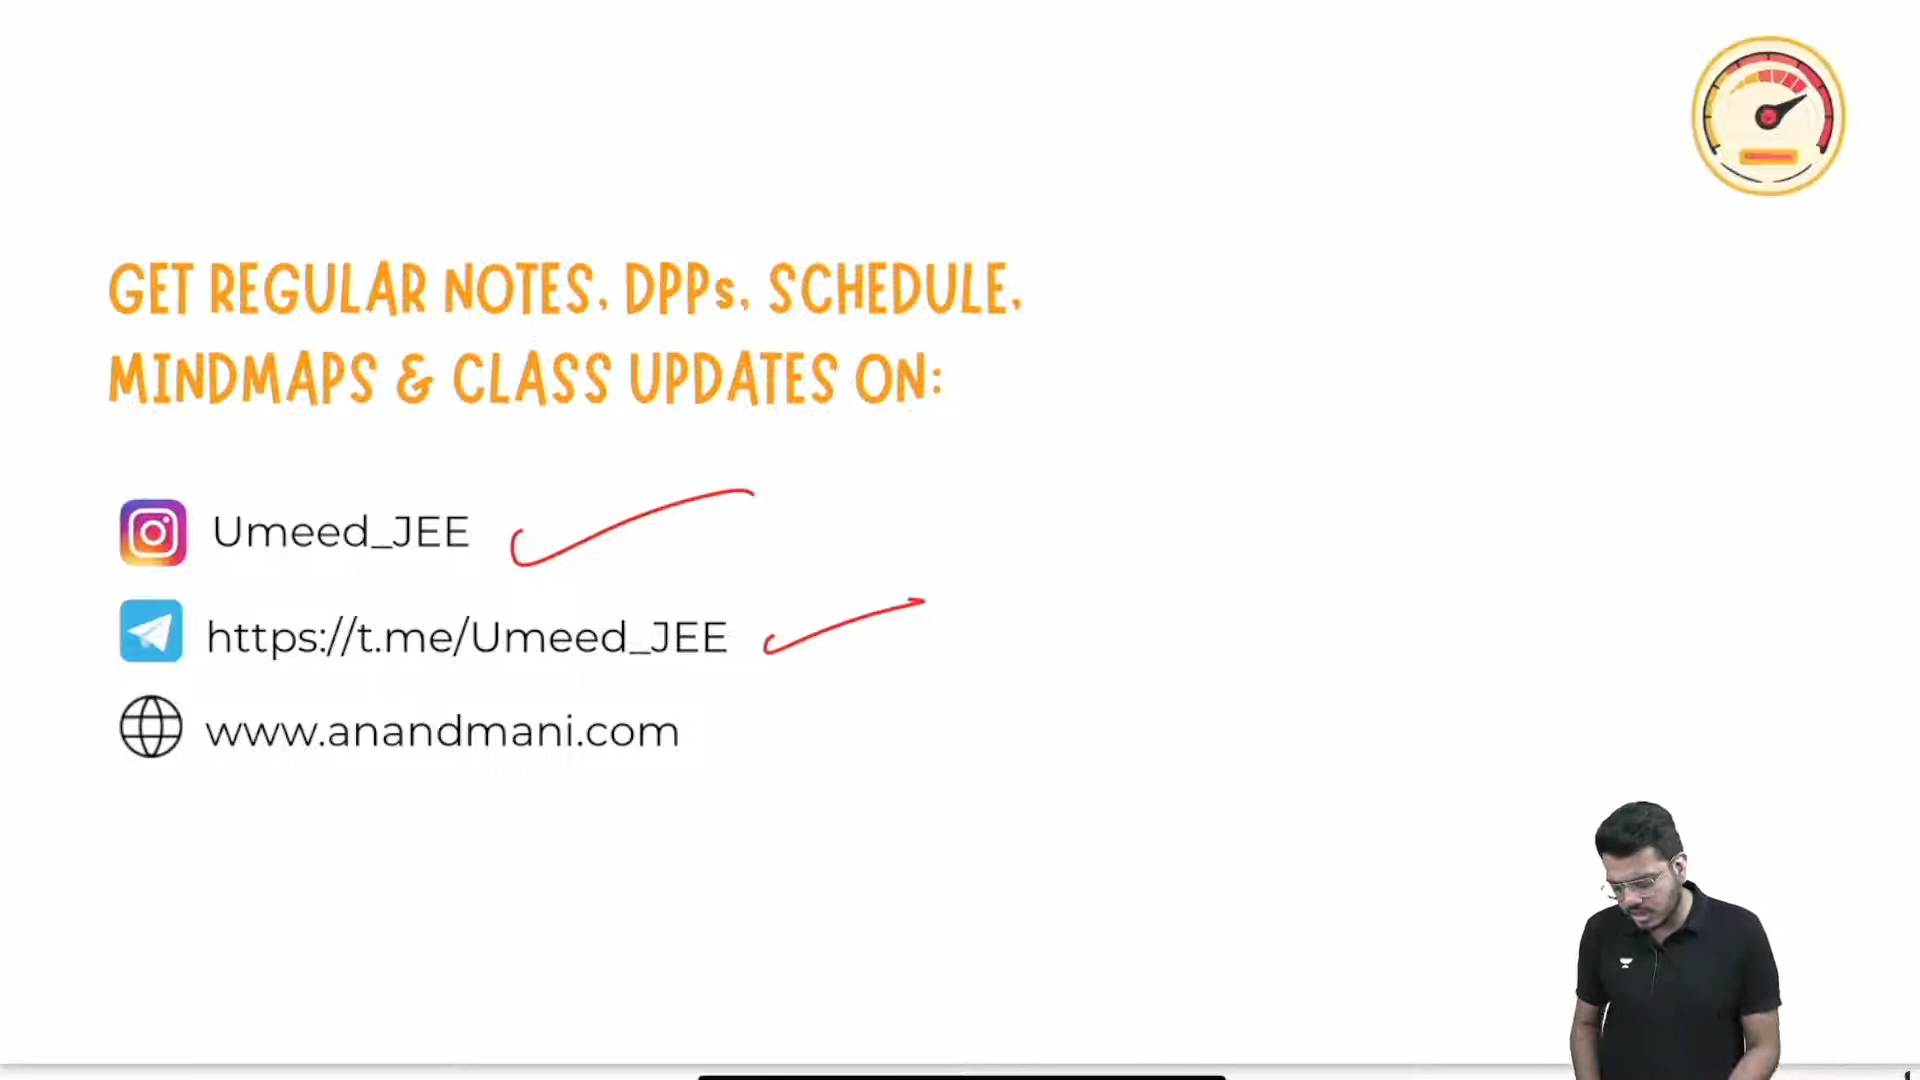 GET REGULAR NOTES, DPPs, SCHEDULE,
MINDMAPS & CLASS UPDATES ON:
Umeed_JEE
https://t.me/Umeed_JEE
www.anandmani.com